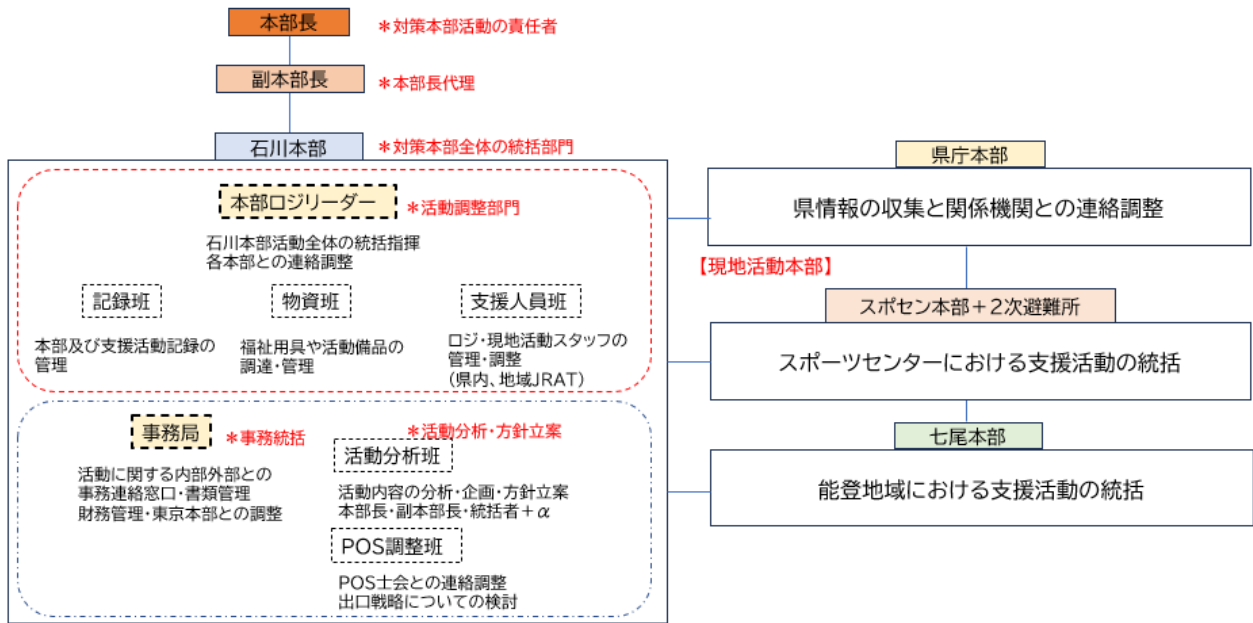 本部長
＊対策本部活動の責任者
副本部長
＊本部長代理
石川本部
＊対策本部全体の統括部門
本部ロジリーダー
＊活動調整部門
石川本部活動全体の統括指揮
各本部との連絡調整
記録班
物資班
支援人員班
本部及び支援活動記録の
管理
福祉用具や活動備品の
調達・管理
ロジ・現地活動スタッフの
管理・調整
（県内、地域JRAT）
事務局
＊事務統括
活動に関する内部外部との
事務連絡窓口・書類管理
財務管理・東京本部との調整
＊活動分析・方針立案
活動分析班
活動内容の分析・企画・方針立案
本部長・副本部長・統括者＋α
POS調整班
POS士会との連絡調整
出口戦略についての検討
県庁本部
県情報の収集と関係機関との連絡調整
【現地活動本部】
スポセン本部＋2次避難所
スポーツセンターにおける支援活動の統括
七尾本部
能登地域における支援活動の統括